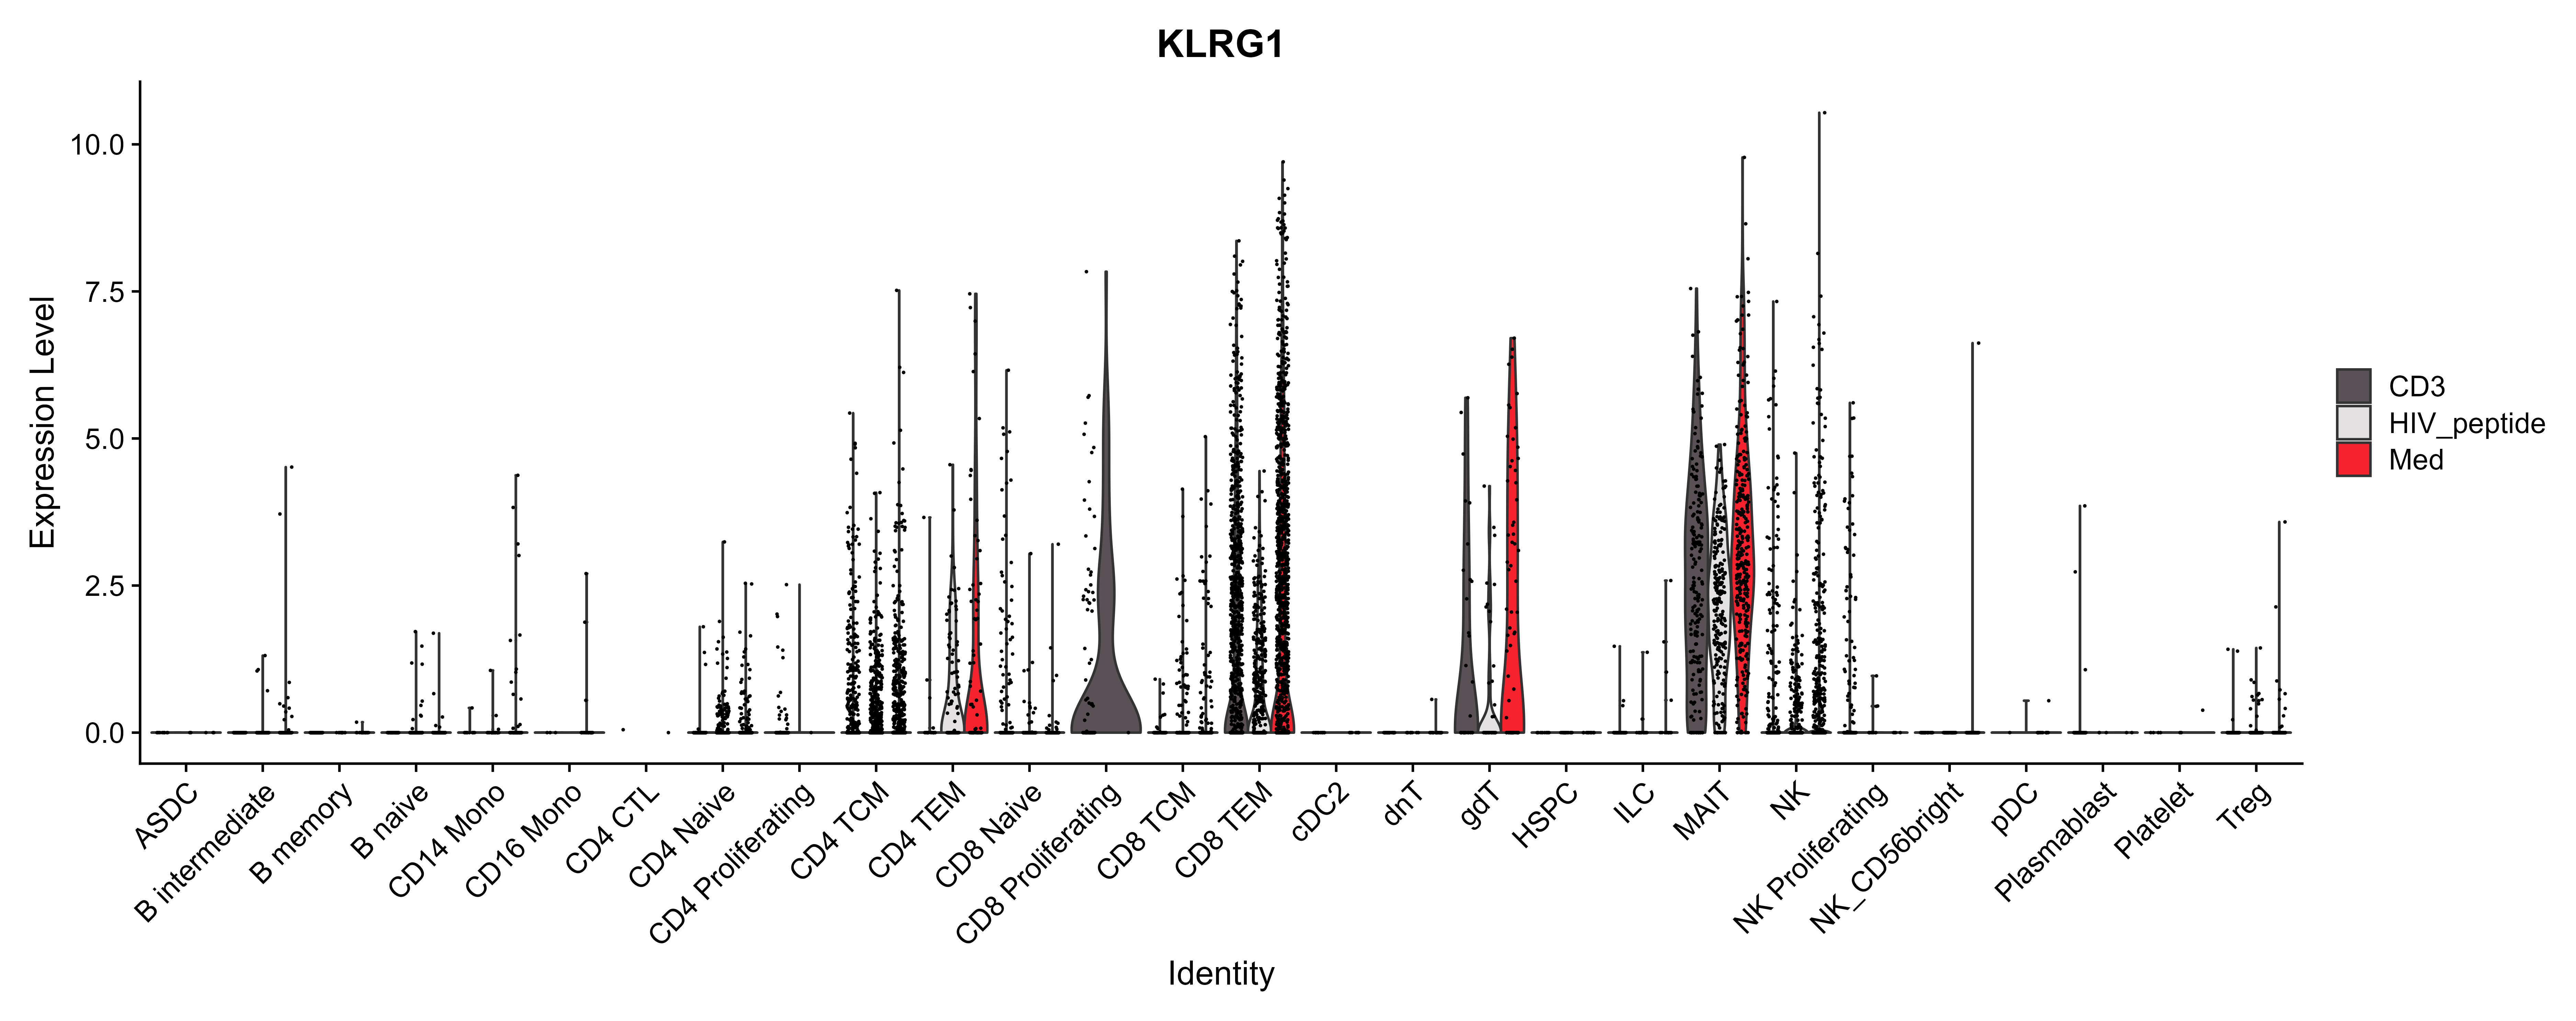 KLRG1
Expression Level
10.0
7.5
5.0
2.5
0.0
ASDC
B intermediate
B memory
B naive
CD14 Mono
CD16 Mono
CD4 CTL
CD4 Naive
CD4 Proliferating
CD4 TCM
CD4 TEM
CD8 Naive
CD8 Proliferating
CD8 TCM
CD8 TEM
cDC2
dnT
gdT
HSPC
ILC
MAIT
NK
NK Proliferating
NK_CD56bright
pDC
Plasmablast
Platelet
Treg
Identity
CD3
HIV_peptide
Med